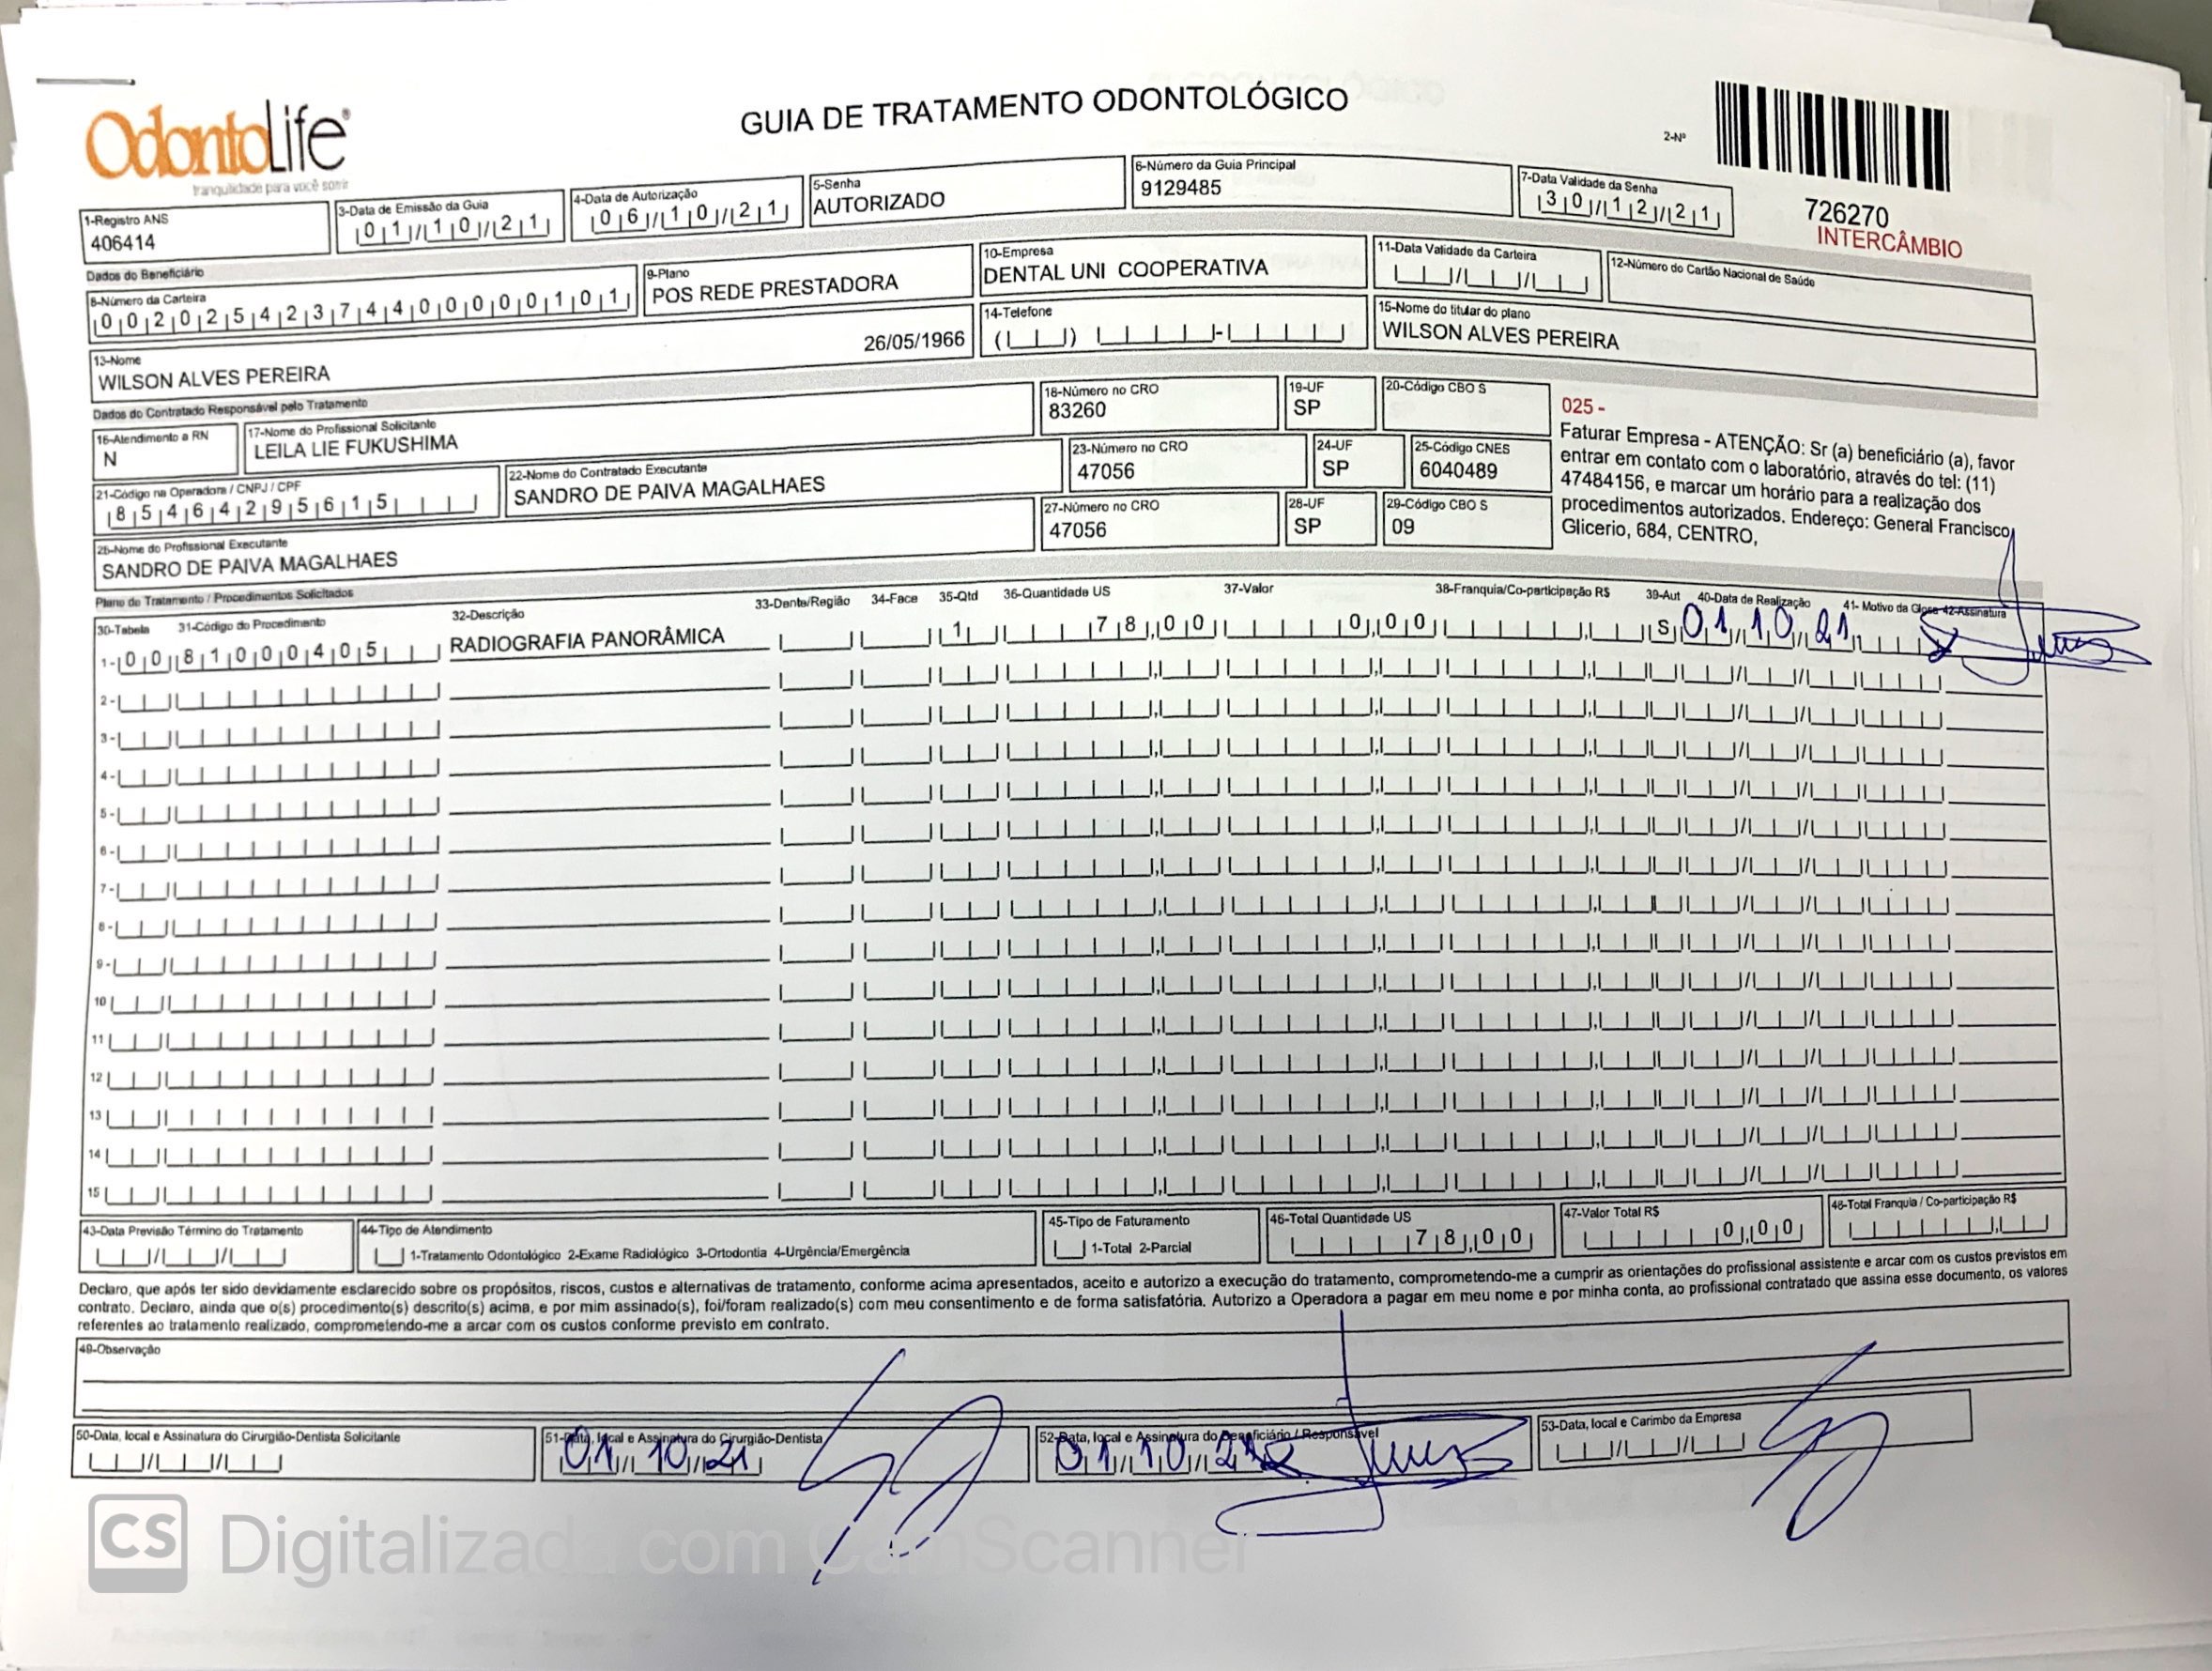 OdontoLife®
tranquilidade para você sorrir
GUIA DE TRATAMENTO ODONTOLÓGICO
2-Nº
726270
INTERCÂMBIO
1-Registro ANS
406414
3-Data de Emissão da Guia
01/10/21
4-Data de Autorização
06/10/21
5-Senha
AUTORIZADO
6-Número da Guia Principal
9129485
7-Data Validade da Senha
30/12/21
Dados do Beneficiário
8-Número da Carteira
00202542374400000101
9-Plano
POS REDE PRESTADORA
10-Empresa
DENTAL UNI COOPERATIVA
11-Data Validade da Carteira
12-Número do Cartão Nacional de Saúde
13-Nome
WILSON ALVES PEREIRA
26/05/1966
14-Telefone
15-Nome do titular do plano
WILSON ALVES PEREIRA
Dados do Contratado Responsável pelo Tratamento
16-Atendimento a RN
N
17-Nome do Profissional Solicitante
LEILA LIE FUKUSHIMA
18-Número no CRO
83260
19-UF
SP
20-Código CBO S
025 -
Faturar Empresa - ATENÇÃO: Sr (a) beneficiário (a), favor
entrar em contato com o laboratório, através do tel: (11)
47484156, e marcar um horário para a realização dos
procedimentos autorizados. Endereço: General Francisco
Glicerio, 684, CENTRO,
21-Código na Operadora / CNPJ / CPF
85464295615
22-Nome do Contratado Executante
SANDRO DE PAIVA MAGALHAES
23-Número no CRO
47056
24-UF
SP
25-Código CNES
6040489
26-Nome do Profissional Executante
SANDRO DE PAIVA MAGALHAES
27-Número no CRO
47056
28-UF
SP
29-Código CBO S
09
Plano de Tratamento / Procedimentos Solicitados
30-Tabela 31-Código do Procedimento 32-Descrição 33-Dente/Região 34-Face 35-Qtd 36-Quantidade US 37-Valor 38-Franquia/Co-participação R$ 39-Aut 40-Data de Realização 41- Motivo da Glosa 42-Assinatura
1- 00 81000405 RADIOGRAFIA PANORÂMICA 1 78,00 0,00 S 01/10/21
2-
3-
4-
5-
6-
7-
8-
9-
10
11
12
13
14
15
43-Data Previsão Término do Tratamento
44-Tipo de Atendimento
1-Tratamento Odontológico 2-Exame Radiológico 3-Ortodontia 4-Urgência/Emergência
45-Tipo de Faturamento
1-Total 2-Parcial
46-Total Quantidade US
78,00
47-Valor Total R$
0,00
48-Total Franquia / Co-participação R$
Declaro, que após ter sido devidamente esclarecido sobre os propósitos, riscos, custos e alternativas de tratamento, conforme acima apresentados, aceito e autorizo a execução do tratamento, comprometendo-me a cumprir as orientações do profissional assistente e arcar com os custos previstos em
contrato. Declaro, ainda que o(s) procedimento(s) descrito(s) acima, e por mim assinado(s), foi/foram realizado(s) com meu consentimento e de forma satisfatória. Autorizo a Operadora a pagar em meu nome e por minha conta, ao profissional contratado que assina esse documento, os valores
referentes ao tratamento realizado, comprometendo-me a arcar com os custos conforme previsto em contrato.
49-Observação
50-Data, local e Assinatura do Cirurgião-Dentista Solicitante
51-Data, local e Assinatura do Cirurgião-Dentista
01/10/21
52-Data, local e Assinatura do Beneficiário / Responsável
01/10/21
53-Data, local e Carimbo da Empresa
CS Digitalizado com CamScanner